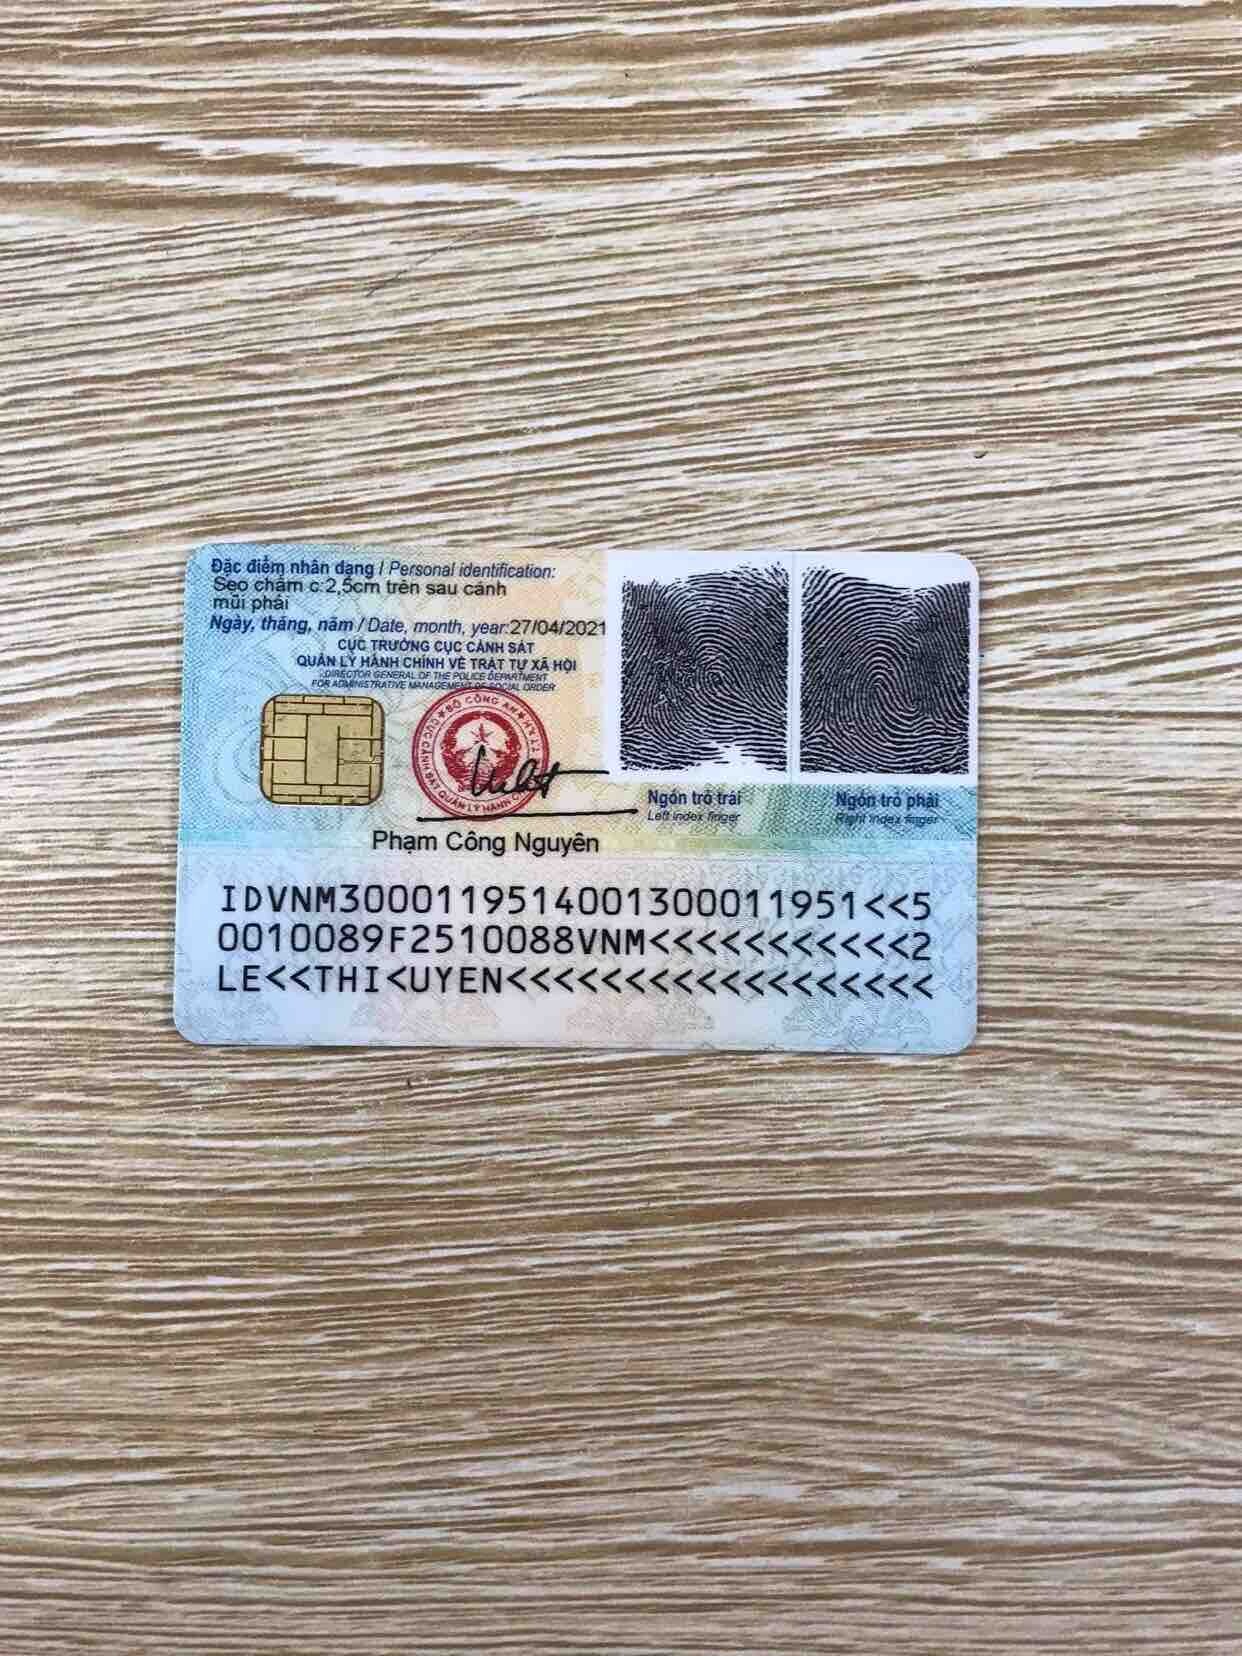 Đặc điểm nhân dạng / Personal identification:
Sẹo chấm c:2,5cm trên sau cánh
mũi phải
Ngày, tháng, năm / Date, month, year:27/04/2021
CỤC TRƯỞNG CỤC CẢNH SÁT
QUẢN LÝ HÀNH CHÍNH VỀ TRẬT TỰ XÃ HỘI
DIRECTOR GENERAL OF THE POLICE DEPARTMENT
FOR ADMINISTRATIVE MANAGEMENT OF SOCIAL ORDER
BỘ CÔNG AN
Ngón trỏ trái
Left index finger
Ngón trỏ phải
Right index finger
Phạm Công Nguyên
IDVNM3000119514001300011951<<5
0010089F2510088VNM<<<<<<<<<<<2
LE<<THI<UYEN<<<<<<<<<<<<<<<<<<